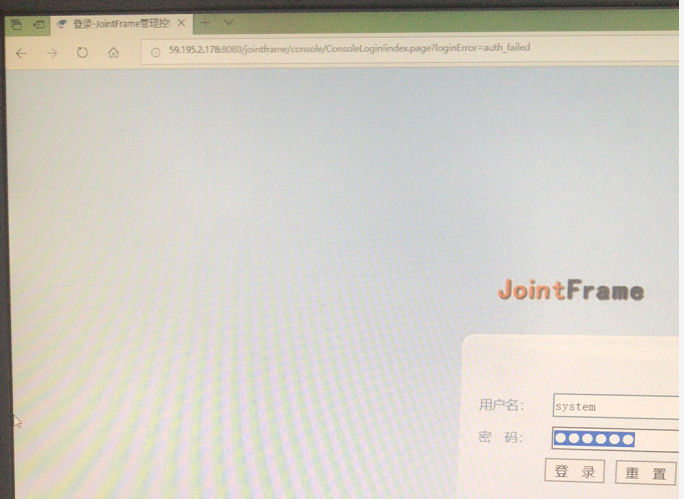 登录-JointFrame管理控
59.195.2.178:8080/jointframe/console/ConsoleLogin!index.page?loginError=auth_failed
JointFrame
用户名: system
密 码: ●●●●●●
登 录 重 置